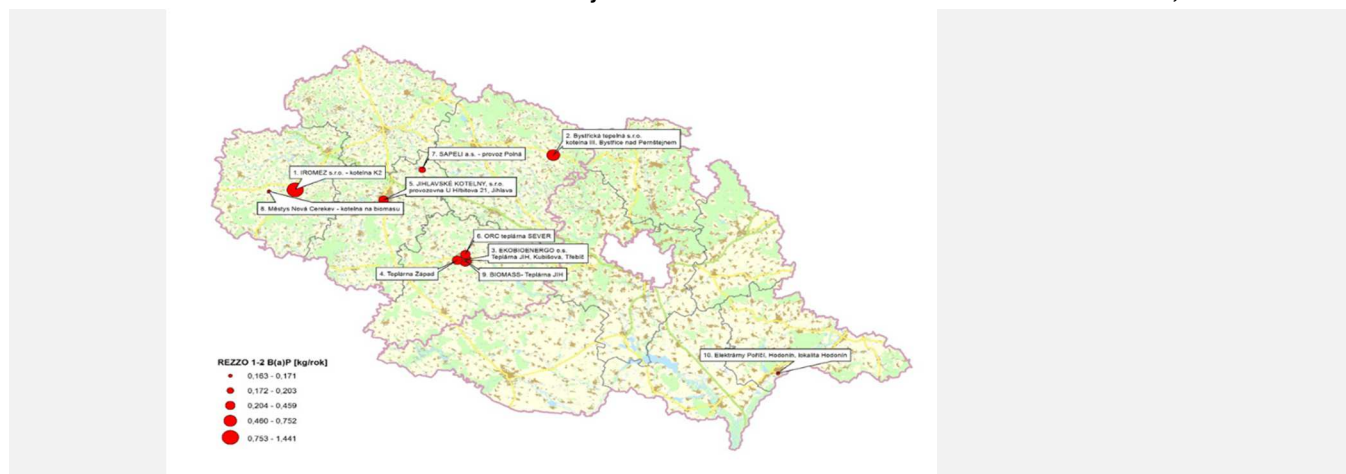 2. Bystřická tepelná s.r.o.
kotelna III, Bystřice nad Pernštejnem
7. SAPELI a.s. - provoz Polná
1. IROMEZ s.r.o. - kotelna K2
5. JIHLAVSKÉ KOTELNY, s.r.o.
provozovna U Hřbitova 21, Jihlava
8. Městys Nová Cerekev - kotelna na biomasu
6. ORC teplárna SEVER
3. EKOBIOENERGO a.s.
Teplárna JIH, Kubišova, Třebíč
4. Teplárna Západ
9. BIOMASS- Teplárna JIH
10. Elektrárny Poříčí, Hodonín, lokalita Hodonín
REZZO 1-2 B(a)P [kg/rok]
0,163 - 0,171
0,172 - 0,203
0,204 - 0,459
0,460 - 0,752
0,753 - 1,441